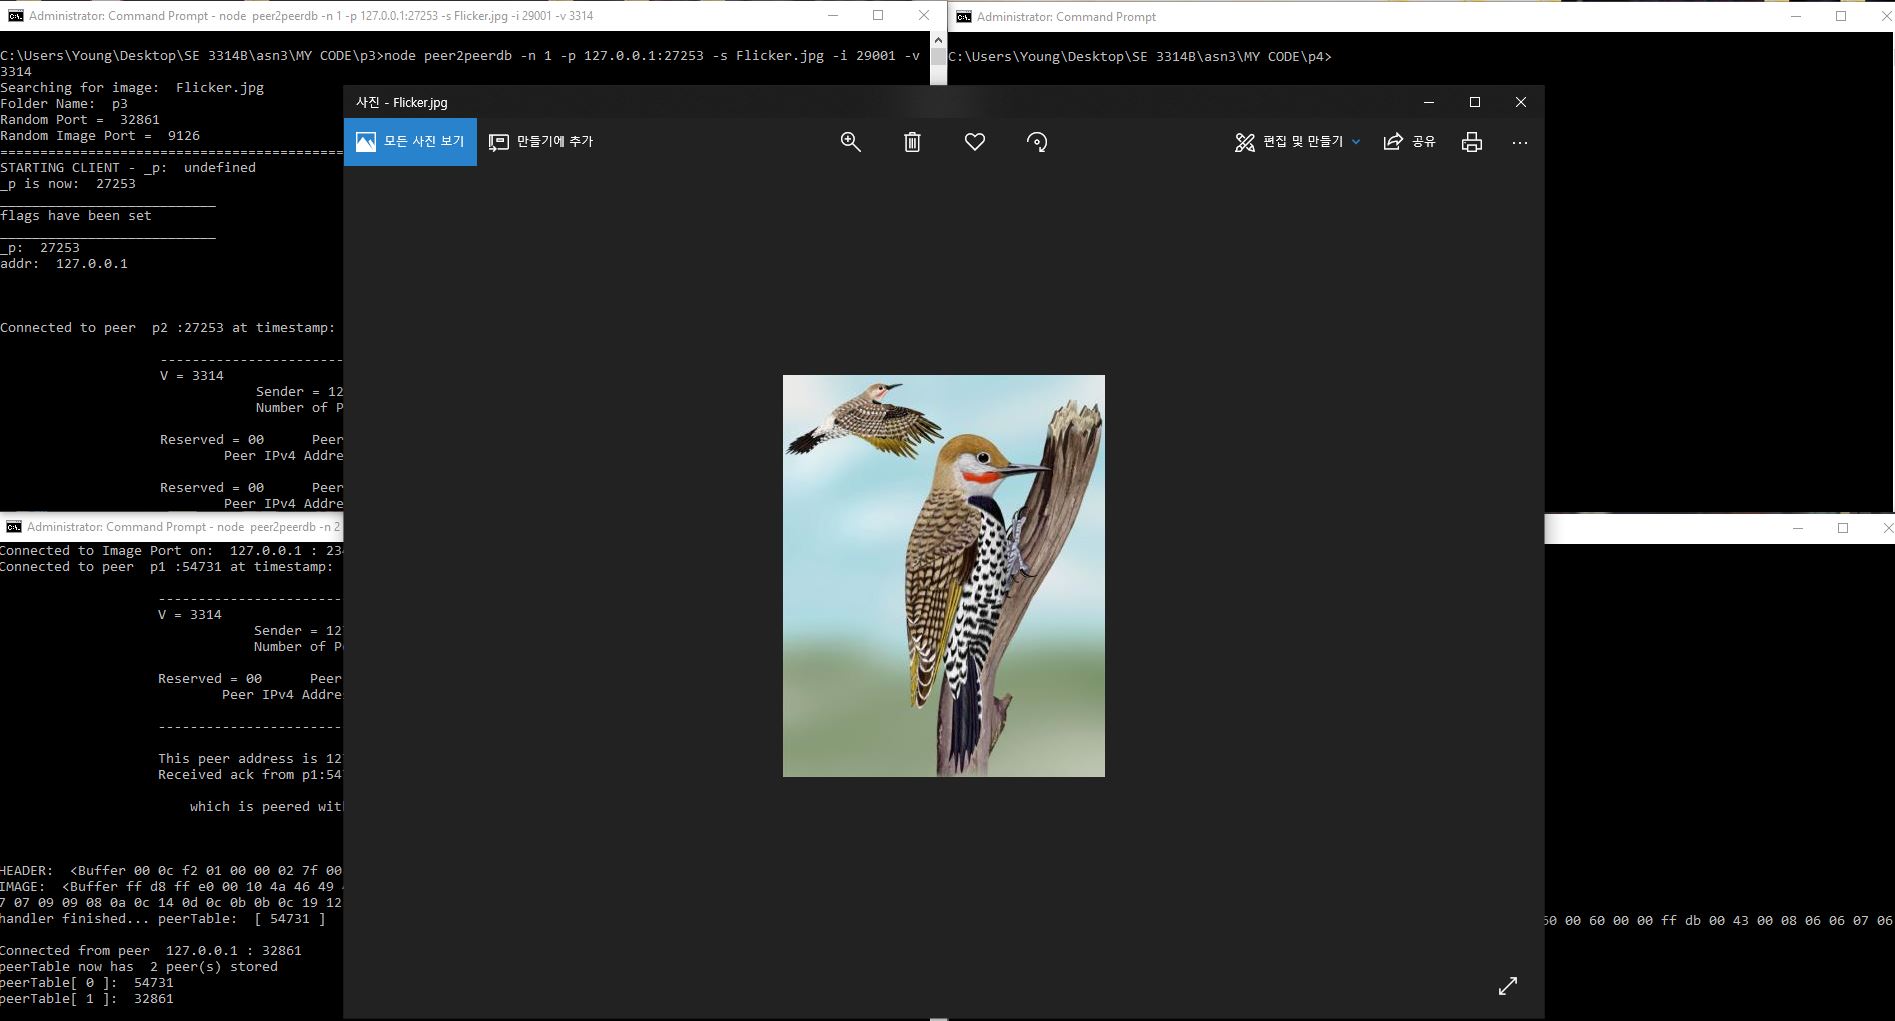 Administrator: Command Prompt - node  peer2peerdb -n 1 -p 127.0.0.1:27253 -s Flicker.jpg -i 29001 -v 3314
C:\Users\Young\Desktop\SE 3314B\asn3\MY CODE\p3>node peer2peerdb -n 1 -p 127.0.0.1:27253 -s Flicker.jpg -i 29001 -v
3314
Searching for image:  Flicker.jpg
Folder Name:  p3
Random Port =  32861
Random Image Port =  9126
===========================================
STARTING CLIENT - _p:  undefined
_p is now:  27253
___________________________
flags have been set
___________________________
_p:  27253
addr:  127.0.0.1
Connected to peer  p2 :27253 at timestamp:
-----------------------
V = 3314
Sender = 12
Number of P
Reserved = 00      Peer
Peer IPv4 Addre
Reserved = 00      Peer
Peer IPv4 Addre
Administrator: Command Prompt
C:\Users\Young\Desktop\SE 3314B\asn3\MY CODE\p4>
사진 - Flicker.jpg
모든 사진 보기
만들기에 추가
편집 및 만들기
공유
Administrator: Command Prompt - node  peer2peerdb -n 2
Connected to Image Port on:  127.0.0.1 : 234
Connected to peer  p1 :54731 at timestamp:
-----------------------
V = 3314
Sender = 127
Number of P
Reserved = 00      Peer
Peer IPv4 Addre
-----------------------
This peer address is 127
Received ack from p1:547
which is peered wit
HEADER:  <Buffer 00 0c f2 01 00 00 02 7f 00
IMAGE:  <Buffer ff d8 ff e0 00 10 4a 46 49
7 07 09 09 08 0a 0c 14 0d 0c 0b 0b 0c 19 12
handler finished... peerTable:  [ 54731 ]
Connected from peer  127.0.0.1 : 32861
peerTable now has  2 peer(s) stored
peerTable[ 0 ]:  54731
peerTable[ 1 ]:  32861
60 00 60 00 00 ff db 00 43 00 08 06 06 07 06